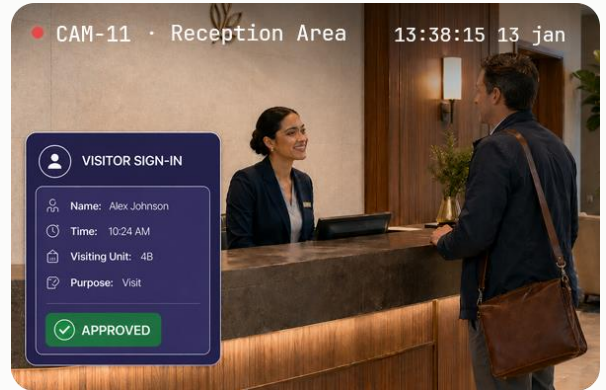 CAM-11 · Reception Area
13:38:15 13 jan
VISITOR SIGN-IN
Name: Alex Johnson
Time: 10:24 AM
Visiting Unit: 4B
Purpose: Visit
APPROVED